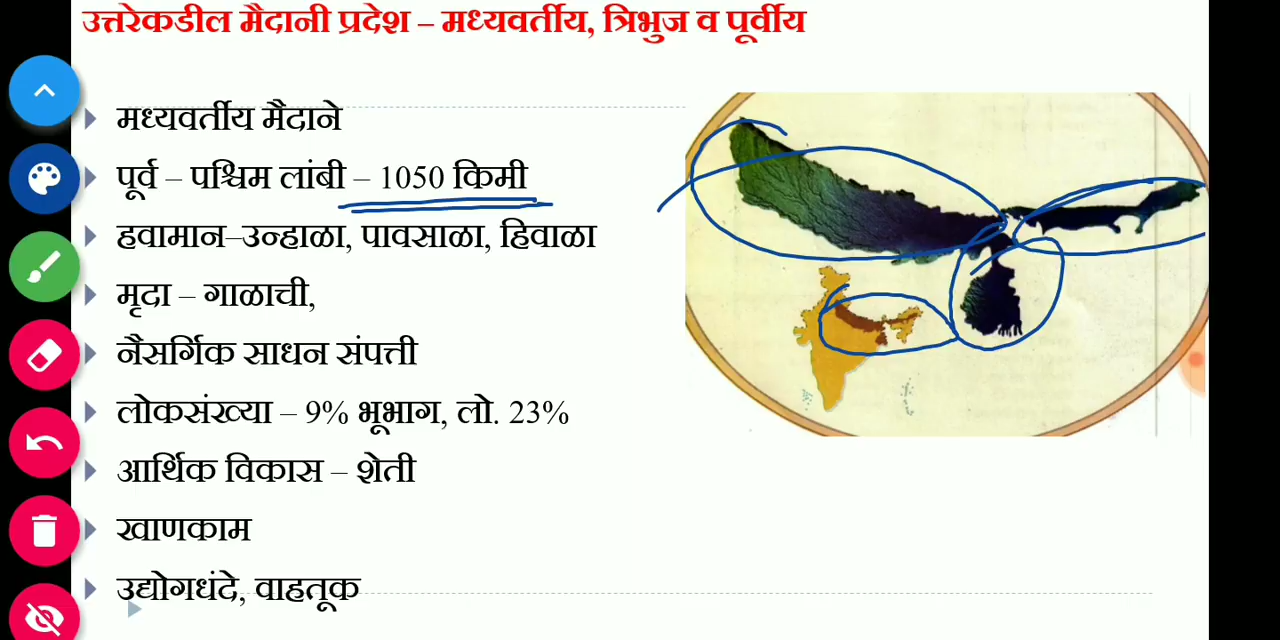 उत्तरेकडील मैदानी प्रदेश – मध्यवर्तीय, त्रिभुज व पूर्वीय
मध्यवर्तीय मैदाने
पूर्व – पश्चिम लांबी – 1050 किमी
हवामान–उन्हाळा, पावसाळा, हिवाळा
मृदा – गाळाची,
नैसर्गिक साधन संपत्ती
लोकसंख्या – 9% भूभाग, लो. 23%
आर्थिक विकास – शेती
खाणकाम
उद्योगधंदे, वाहतूक